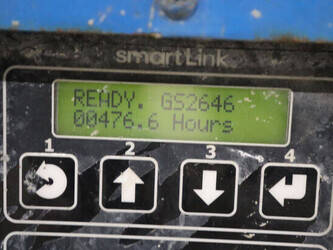 smartLink
READY. GS2646
00476.6 Hours
1 2 3 4